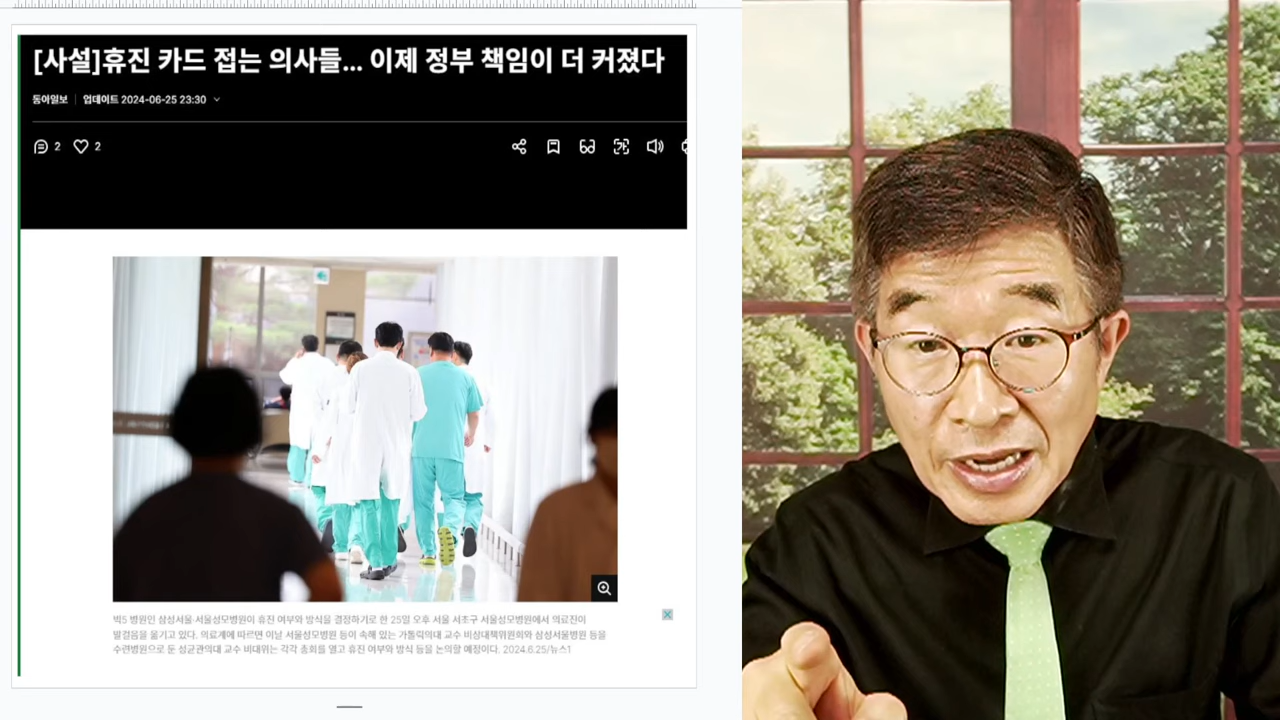 [사설]휴진 카드 접는 의사들... 이제 정부 책임이 더 커졌다
동아일보 업데이트 2024-06-25 23:30
2 2
빅5 병원인 삼성서울·서울성모병원이 휴진 여부와 방식을 결정하기로 한 25일 오후 서울 서초구 서울성모병원에서 의료진이
발걸음을 옮기고 있다. 의료계에 따르면 이날 서울성모병원 등이 속해 있는 가톨릭의대 교수 비상대책위원회와 삼성서울병원 등을
수련병원으로 둔 성균관의대 교수 비대위는 각각 총회를 열고 휴진 여부와 방식 등을 논의할 예정이다. 2024.6.25/뉴스1